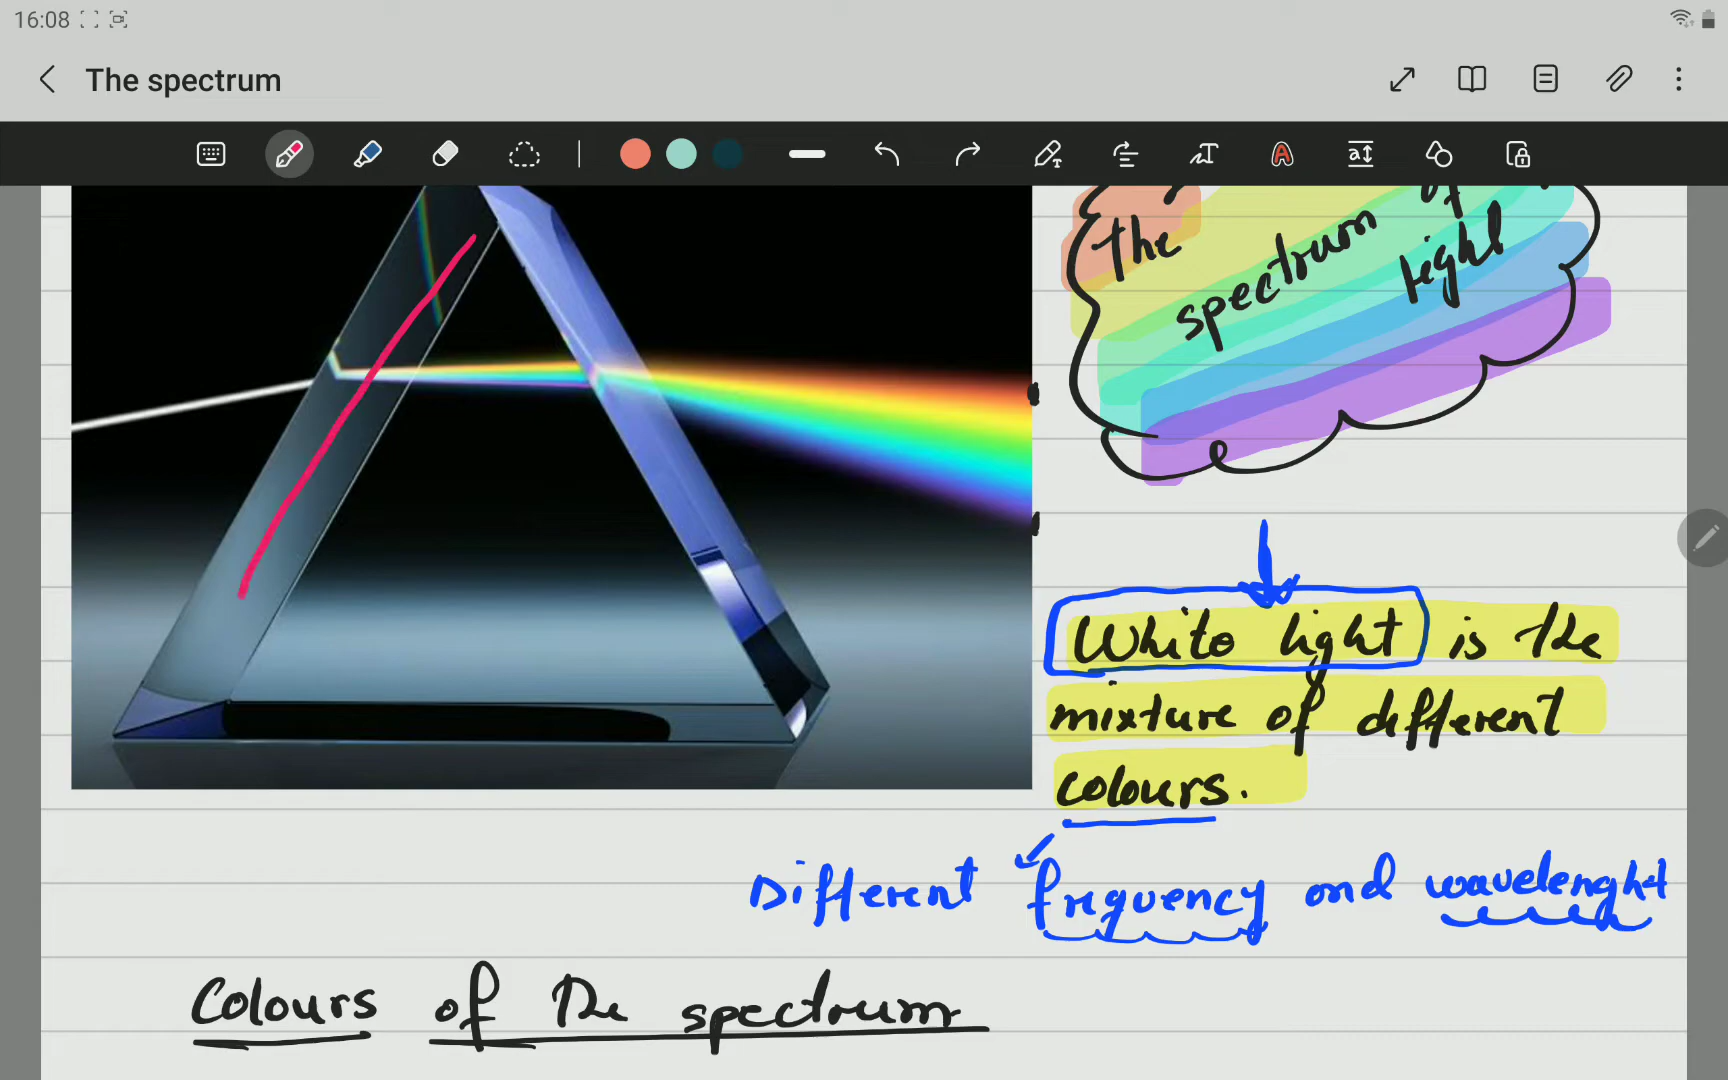 16:08
The spectrum
The spectrum of light
White light is the
mixture of different
colours.
Different frequency and wavelenght
Colours of the spectrum